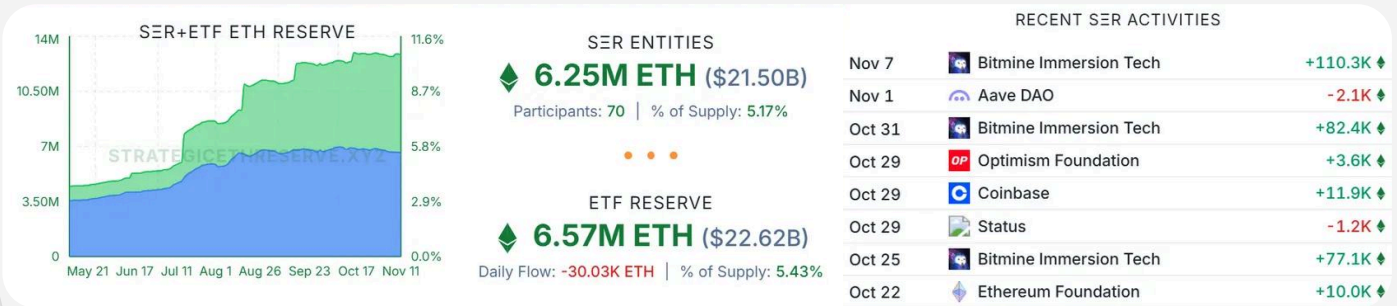 SΞR+ETF ETH RESERVE
14M
11.6%
10.50M
8.7%
7M
5.8%
STRATEGICETHRESERVE.XYZ
3.50M
2.9%
0
0.0%
May 21 Jun 17 Jul 11 Aug 1 Aug 26 Sep 23 Oct 17 Nov 11
SΞR ENTITIES
6.25M ETH ($21.50B)
Participants: 70 | % of Supply: 5.17%
ETF RESERVE
6.57M ETH ($22.62B)
Daily Flow: -30.03K ETH | % of Supply: 5.43%
RECENT SΞR ACTIVITIES
Nov 7 Bitmine Immersion Tech +110.3K
Nov 1 Aave DAO -2.1K
Oct 31 Bitmine Immersion Tech +82.4K
Oct 29 OP Optimism Foundation +3.6K
Oct 29 Coinbase +11.9K
Oct 29 Status -1.2K
Oct 25 Bitmine Immersion Tech +77.1K
Oct 22 Ethereum Foundation +10.0K